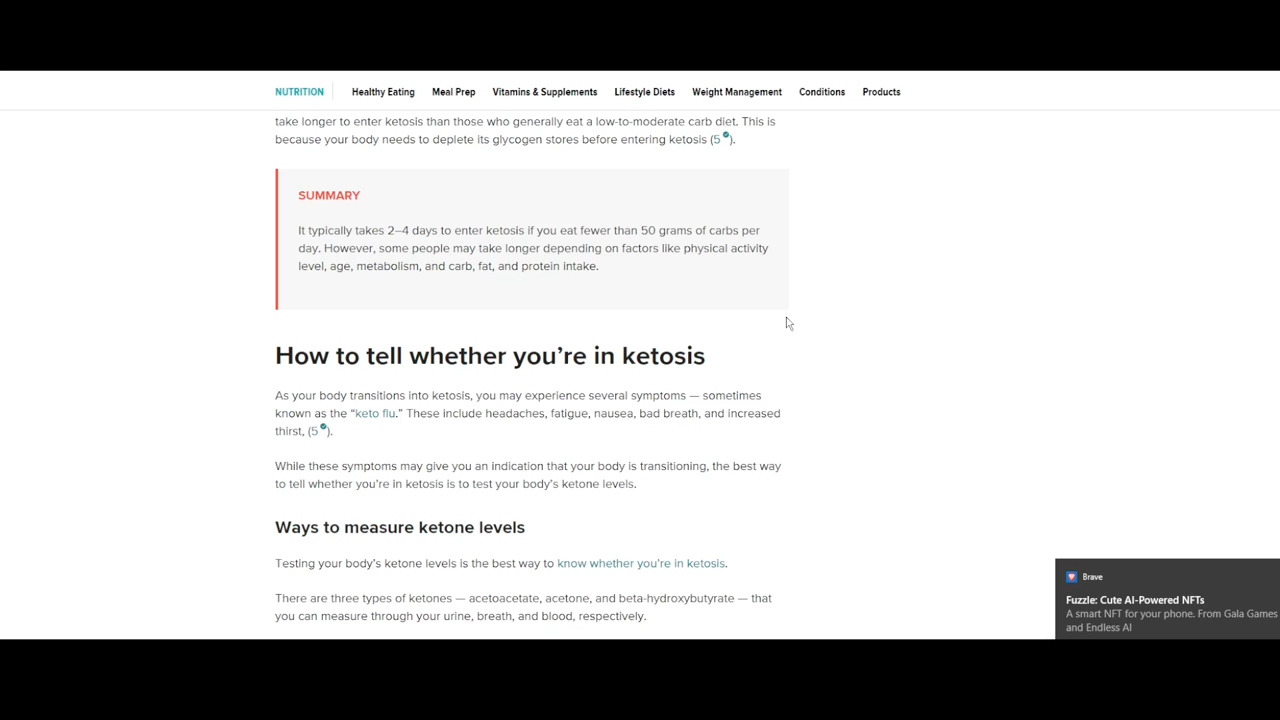 NUTRITION Healthy Eating Meal Prep Vitamins & Supplements Lifestyle Diets Weight Management Conditions Products
take longer to enter ketosis than those who generally eat a low-to-moderate carb diet. This is
because your body needs to deplete its glycogen stores before entering ketosis (5).
SUMMARY
It typically takes 2–4 days to enter ketosis if you eat fewer than 50 grams of carbs per
day. However, some people may take longer depending on factors like physical activity
level, age, metabolism, and carb, fat, and protein intake.
How to tell whether you’re in ketosis
As your body transitions into ketosis, you may experience several symptoms — sometimes
known as the “keto flu.” These include headaches, fatigue, nausea, bad breath, and increased
thirst, (5).
While these symptoms may give you an indication that your body is transitioning, the best way
to tell whether you’re in ketosis is to test your body’s ketone levels.
Ways to measure ketone levels
Testing your body’s ketone levels is the best way to know whether you’re in ketosis.
There are three types of ketones — acetoacetate, acetone, and beta-hydroxybutyrate — that
you can measure through your urine, breath, and blood, respectively.
Brave
Fuzzle: Cute AI-Powered NFTs
A smart NFT for your phone. From Gala Games
and Endless AI